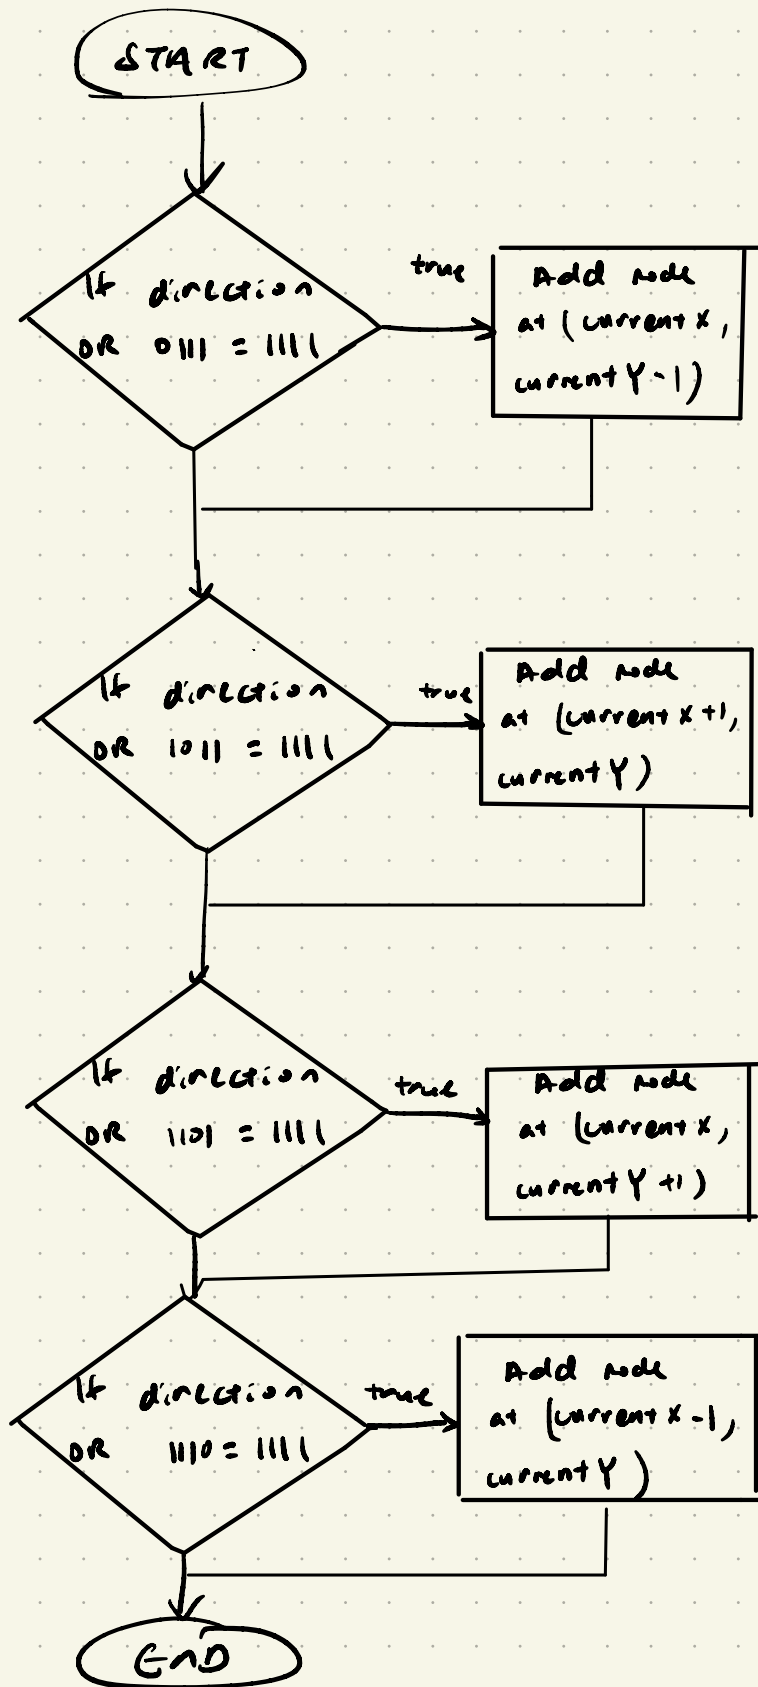 START
If direction
OR 0111 = 1111
true
Add node
at (current X,
current Y - 1)
If direction
OR 1011 = 1111
true
Add node
at (current X +1,
current Y)
If direction
OR 1101 = 1111
true
Add node
at (current X,
current Y +1)
If direction
OR 1110 = 1111
true
Add node
at (current X -1,
current Y)
END